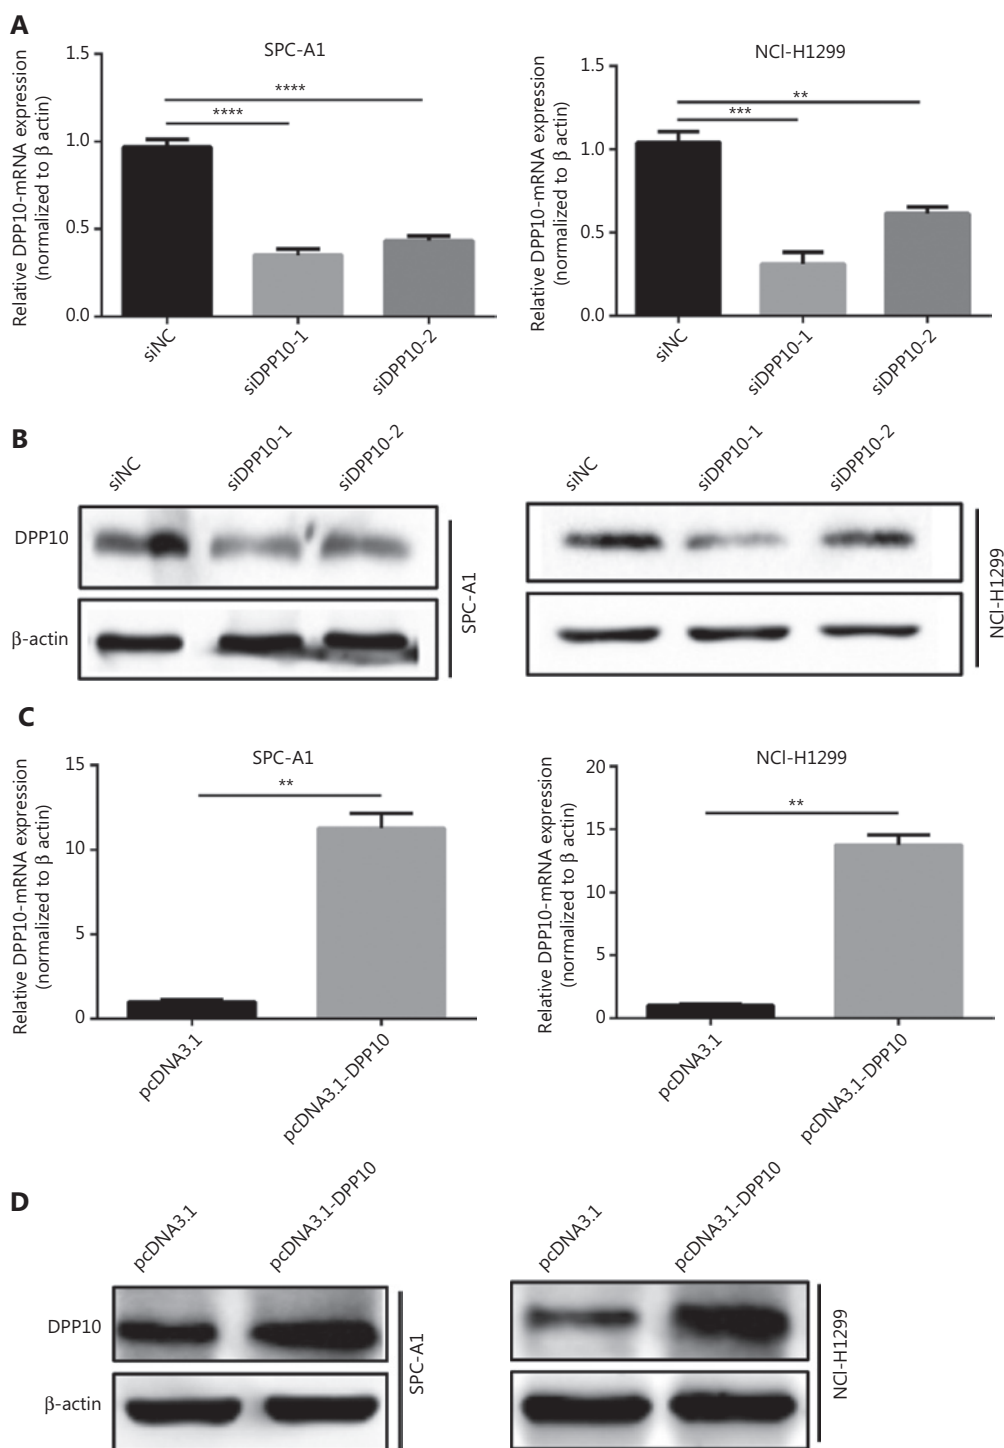 A
SPC-A1
Relative DPP10-mRNA expression
(normalized to β actin)
1.5
1.0
0.5
0.0
****
****
siNC
siDPP10-1
siDPP10-2
NCl-H1299
Relative DPP10-mRNA expression
(normalized to β actin)
1.5
1.0
0.5
0.0
**
***
siNC
siDPP10-1
siDPP10-2
B
siNC
siDPP10-1
siDPP10-2
DPP10
β-actin
SPC-A1
siNC
siDPP10-1
siDPP10-2
NCl-H1299
C
SPC-A1
Relative DPP10-mRNA expression
(normalized to β actin)
15
10
5
0
**
pcDNA3.1
pcDNA3.1-DPP10
NCl-H1299
Relative DPP10-mRNA expression
(normalized to β actin)
20
15
10
5
0
**
pcDNA3.1
pcDNA3.1-DPP10
D
pcDNA3.1
pcDNA3.1-DPP10
DPP10
β-actin
SPC-A1
pcDNA3.1
pcDNA3.1-DPP10
NCl-H1299